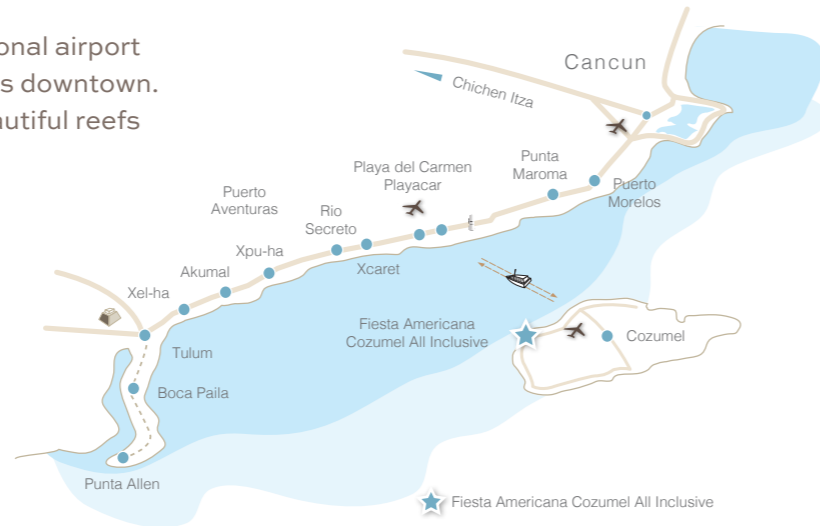 onal airport
s downtown.
utiful reefs
Cancun
Chichen Itza
Playa del Carmen
Playacar
Punta
Maroma
Puerto
Morelos
Puerto
Aventuras
Rio
Secreto
Xpu-ha
Xcaret
Akumal
Xel-ha
Fiesta Americana
Cozumel All Inclusive
Cozumel
Tulum
Boca Paila
Punta Allen
Fiesta Americana Cozumel All Inclusive